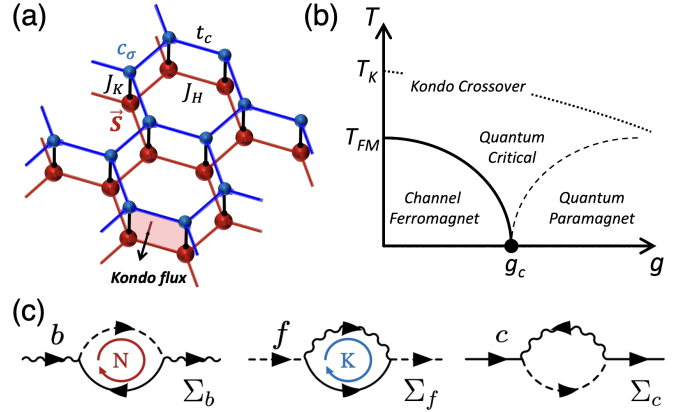 (a)
c_σ
t_c
J_K
J_H
S⃗
Kondo flux
(b)
T
T_K
Kondo Crossover
T_FM
Quantum
Critical
Channel
Ferromagnet
Quantum
Paramagnet
g_c
g
(c)
b
N
Σ_b
f
K
Σ_f
c
Σ_c